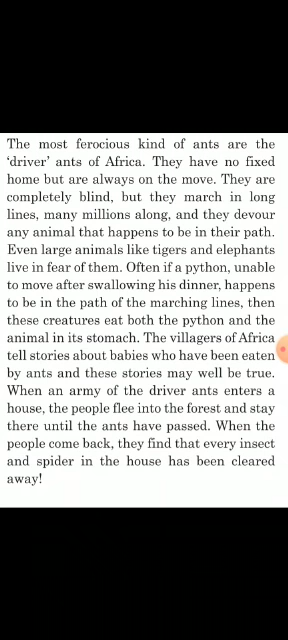 The most ferocious kind of ants are the
‘driver’ ants of Africa. They have no fixed
home but are always on the move. They are
completely blind, but they march in long
lines, many millions along, and they devour
any animal that happens to be in their path.
Even large animals like tigers and elephants
live in fear of them. Often if a python, unable
to move after swallowing his dinner, happens
to be in the path of the marching lines, then
these creatures eat both the python and the
animal in its stomach. The villagers of Africa
tell stories about babies who have been eaten
by ants and these stories may well be true.
When an army of the driver ants enters a
house, the people flee into the forest and stay
there until the ants have passed. When the
people come back, they find that every insect
and spider in the house has been cleared
away!